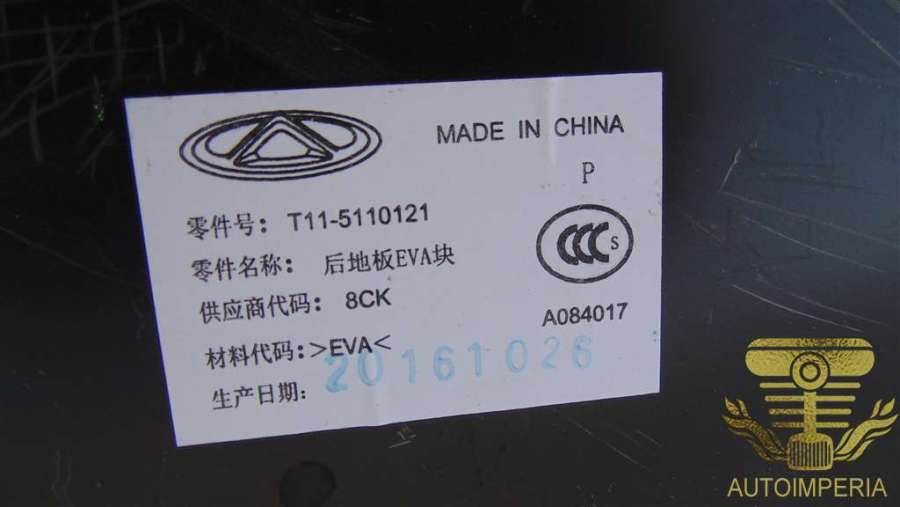 MADE IN CHINA
P
零件号： T11-5110121
零件名称： 后地板EVA块
CCC S
供应商代码： 8CK
A084017
材料代码：>EVA<
生产日期： 20161026
AUTOIMPERIA